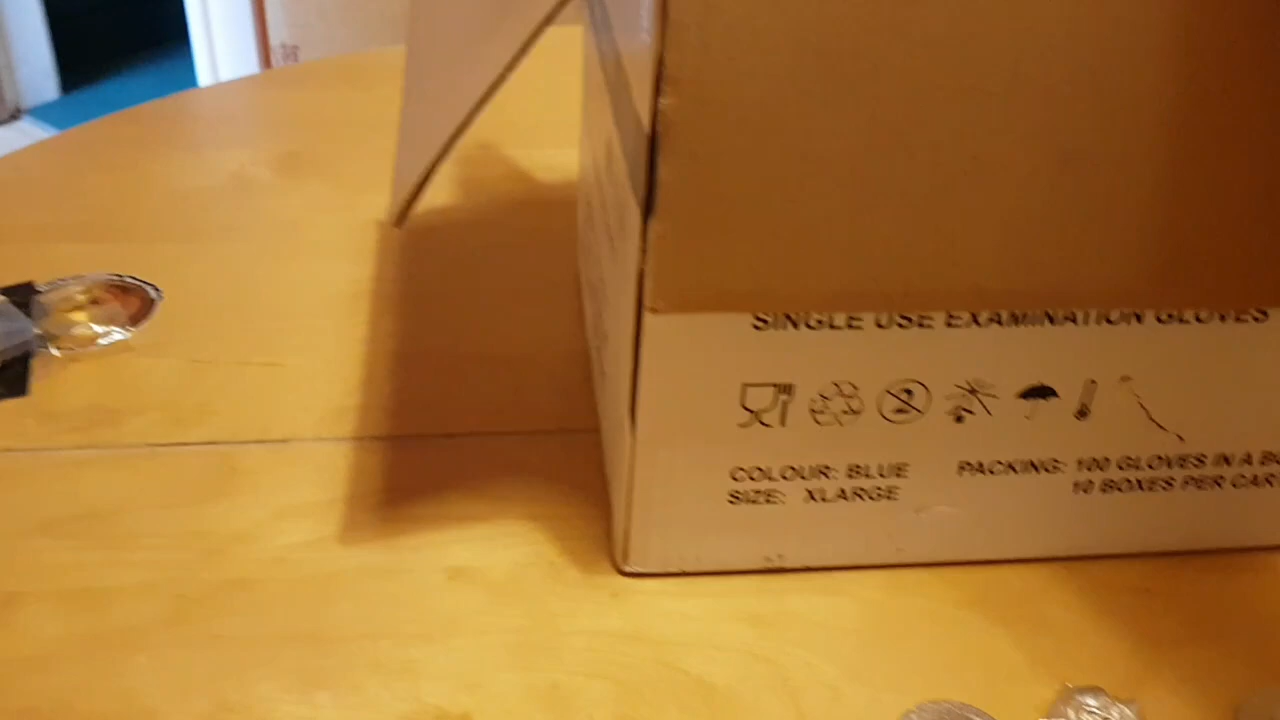 SINGLE USE EXAMINATION GLOVES
COLOUR: BLUE
SIZE: XLARGE
PACKING: 100 GLOVES IN A
10 BOXES PER